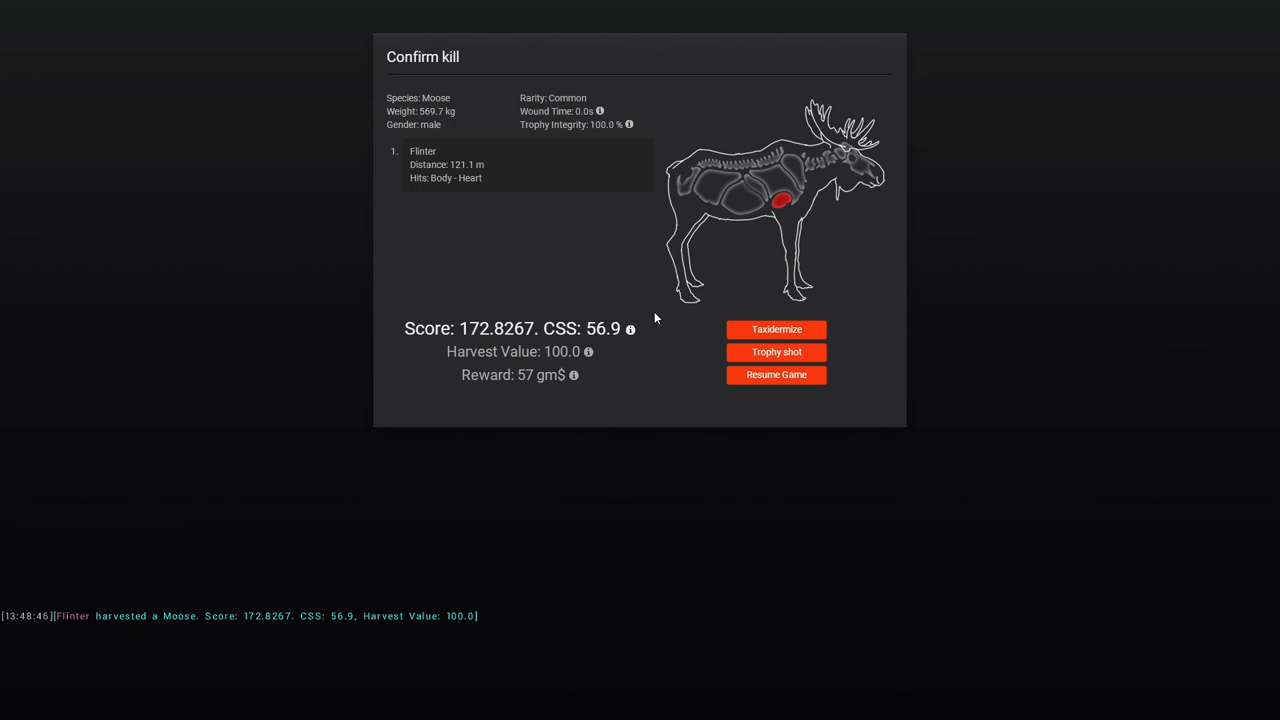 Confirm kill
Species: Moose
Weight: 569.7 kg
Gender: male
Rarity: Common
Wound Time: 0.0s
Trophy Integrity: 100.0 %
1. Flinter
Distance: 121.1 m
Hits: Body - Heart
Score: 172.8267. CSS: 56.9
Harvest Value: 100.0
Reward: 57 gm$
Taxidermize
Trophy shot
Resume Game
[13:48:46][Flinter harvested a Moose. Score: 172.8267. CSS: 56.9, Harvest Value: 100.0]